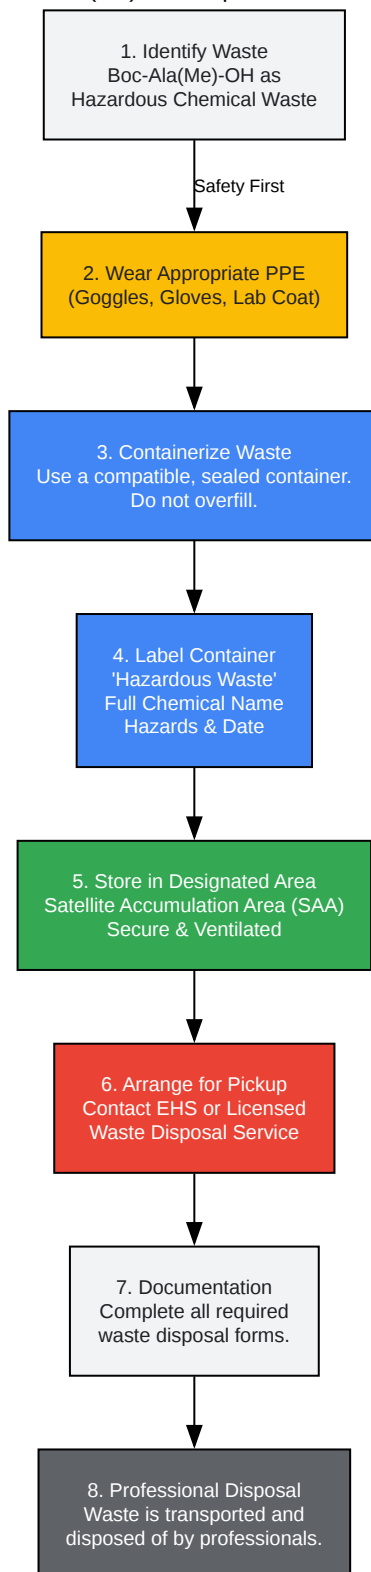 1. Identify Waste
Boc-Ala(Me)-OH as
Hazardous Chemical Waste
Safety First
2. Wear Appropriate PPE
(Goggles, Gloves, Lab Coat)
3. Containerize Waste
Use a compatible, sealed container.
Do not overfill.
4. Label Container
'Hazardous Waste'
Full Chemical Name
Hazards & Date
5. Store in Designated Area
Satellite Accumulation Area (SAA)
Secure & Ventilated
6. Arrange for Pickup
Contact EHS or Licensed
Waste Disposal Service
7. Documentation
Complete all required
waste disposal forms.
8. Professional Disposal
Waste is transported and
disposed of by professionals.